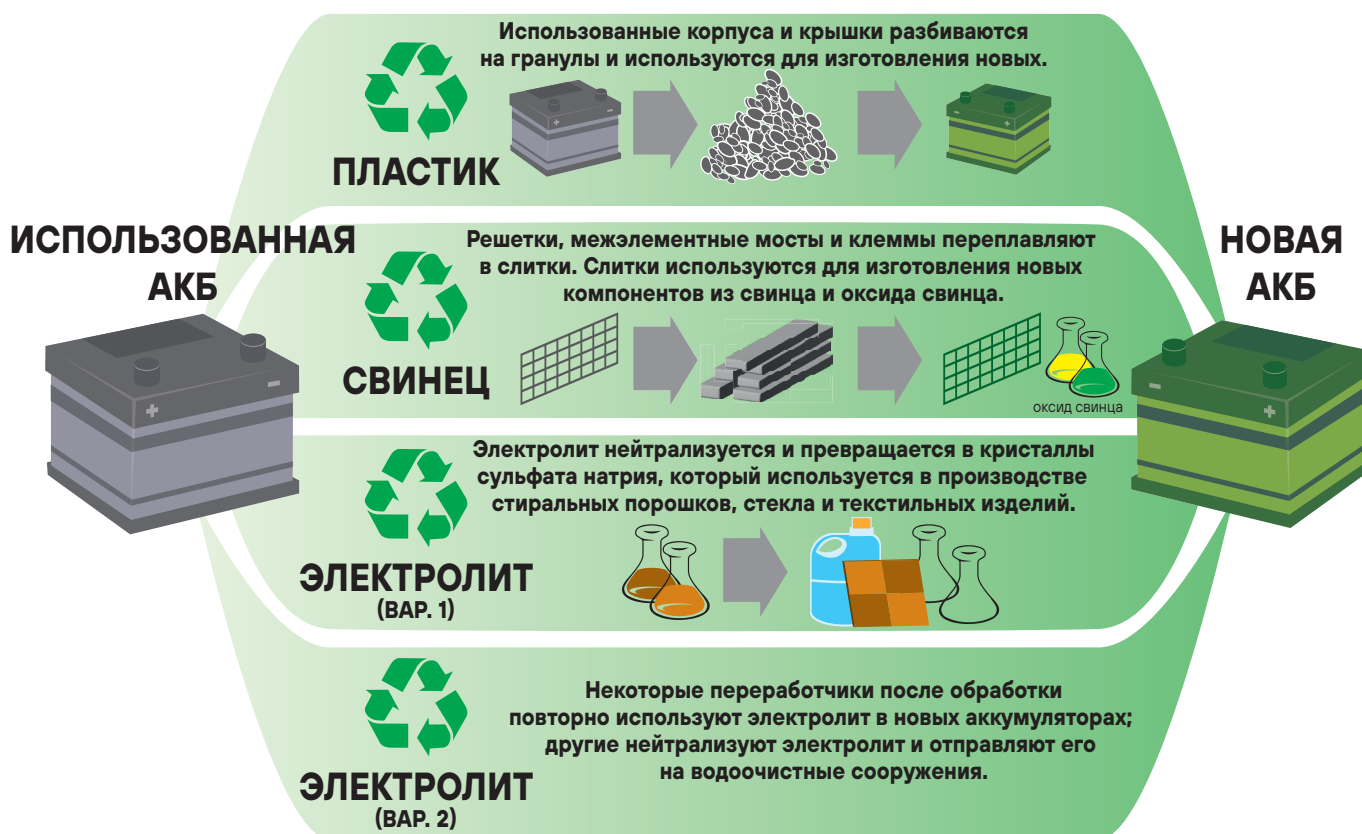 Использованные корпуса и крышки разбиваются
на гранулы и используются для изготовления новых.
ПЛАСТИК
ИСПОЛЬЗОВАННАЯ
АКБ
Решетки, межэлементные мосты и клеммы переплавляют
в слитки. Слитки используются для изготовления новых
компонентов из свинца и оксида свинца.
СВИНЕЦ
оксид свинца
НОВАЯ
АКБ
Электролит нейтрализуется и превращается в кристаллы
сульфата натрия, который используется в производстве
стиральных порошков, стекла и текстильных изделий.
ЭЛЕКТРОЛИТ
(ВАР. 1)
Некоторые переработчики после обработки
повторно используют электролит в новых аккумуляторах;
другие нейтрализуют электролит и отправляют его
на водоочистные сооружения.
ЭЛЕКТРОЛИТ
(ВАР. 2)